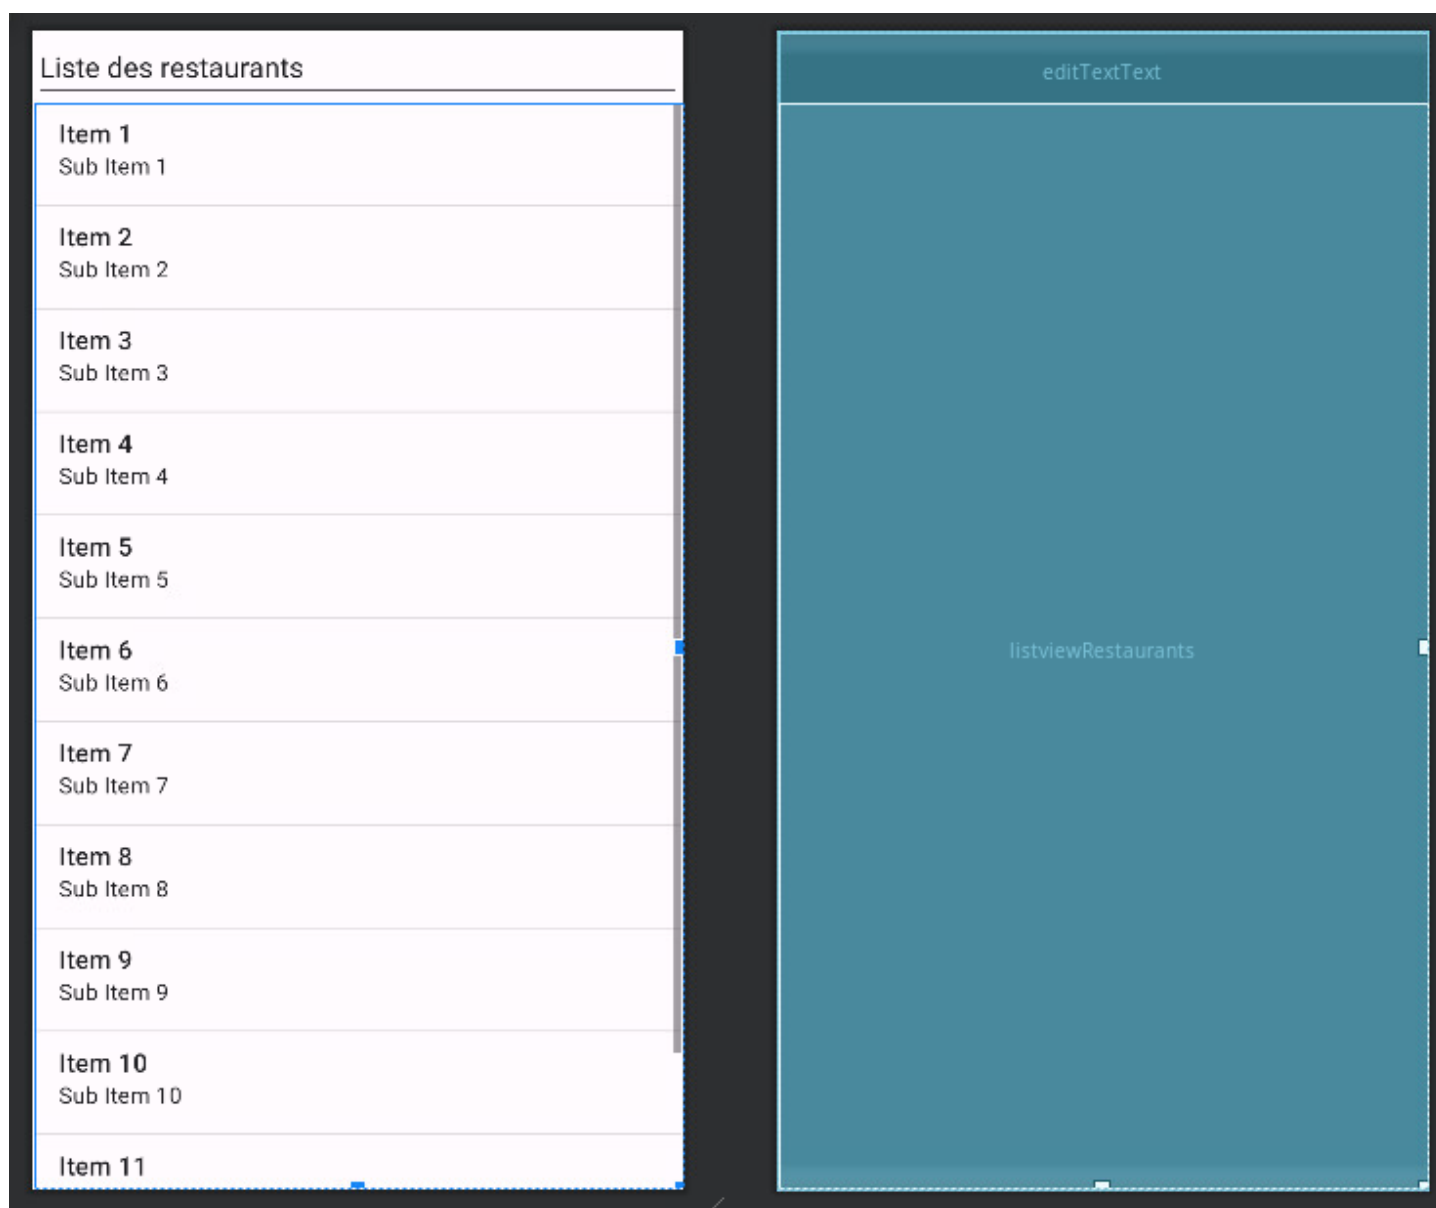 Liste des restaurants
Item 1
Sub Item 1
Item 2
Sub Item 2
Item 3
Sub Item 3
Item 4
Sub Item 4
Item 5
Sub Item 5
Item 6
Sub Item 6
Item 7
Sub Item 7
Item 8
Sub Item 8
Item 9
Sub Item 9
Item 10
Sub Item 10
Item 11
editTextText
listviewRestaurants